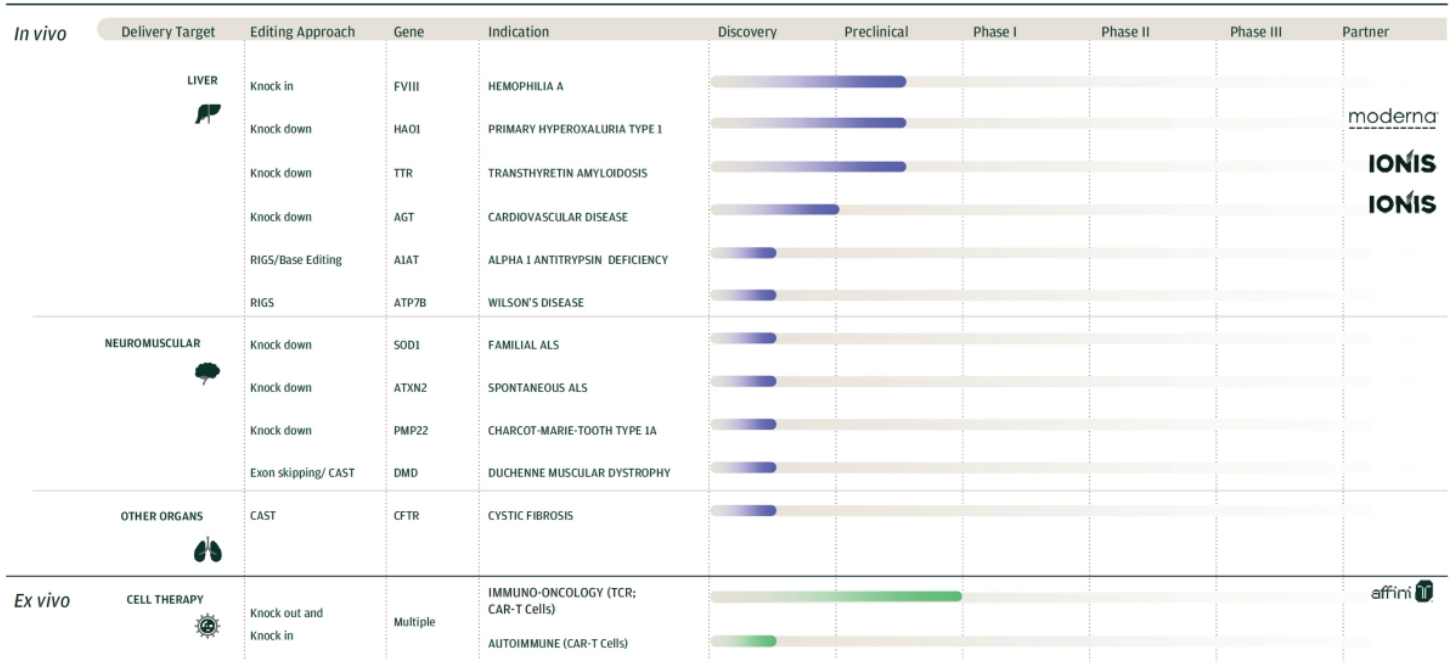 In vivo Delivery Target Editing Approach Gene Indication Discovery Preclinical Phase I Phase II Phase III Partner
LIVER Knock in FVIII HEMOPHILIA A
Knock down HAO1 PRIMARY HYPEROXALURIA TYPE 1 moderna
Knock down TTR TRANSTHYRETIN AMYLOIDOSIS IONIS
Knock down AGT CARDIOVASCULAR DISEASE IONIS
RIGS/Base Editing A1AT ALPHA 1 ANTITRYPSIN DEFICIENCY
RIGS ATP7B WILSON'S DISEASE
NEUROMUSCULAR Knock down SOD1 FAMILIAL ALS
Knock down ATXN2 SPONTANEOUS ALS
Knock down PMP22 CHARCOT-MARIE-TOOTH TYPE 1A
Exon skipping/ CAST DMD DUCHENNE MUSCULAR DYSTROPHY
OTHER ORGANS CAST CFTR CYSTIC FIBROSIS
Ex vivo CELL THERAPY Knock out and Knock in Multiple IMMUNO-ONCOLOGY (TCR; affini T
CAR-T Cells)
AUTOIMMUNE (CAR-T Cells)